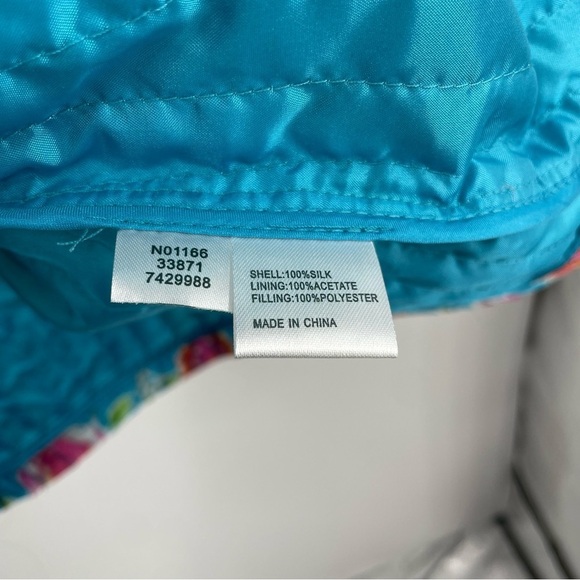 N01166
33871
7429988
SHELL:100%SILK
LINING:100%ACETATE
FILLING:100%POLYESTER
MADE IN CHINA